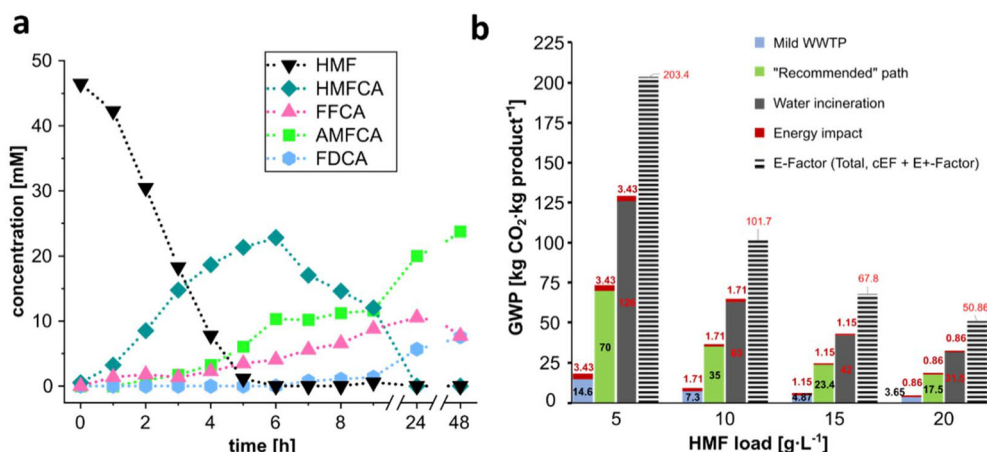 a
50
40
30
20
10
0
concentration [mM]
HMF
HMFCA
FFCA
AMFCA
FDCA
0 2 4 6 8 24 48
time [h]
b
225
200
175
150
125
100
75
50
25
0
GWP [kg CO₂·kg product⁻¹]
Mild WWTP
"Recommended" path
Water incineration
Energy impact
E-Factor (Total, cEF + E+-Factor)
203.4
3.43
126
3.43
70
3.43
14.6
101.7
1.71
63
1.71
35
1.71
7.3
67.8
1.15
42
1.15
23.4
1.15
4.87
50.86
0.86
0.86
17.5
0.86
3.65
5 10 15 20
HMF load [g·L⁻¹]